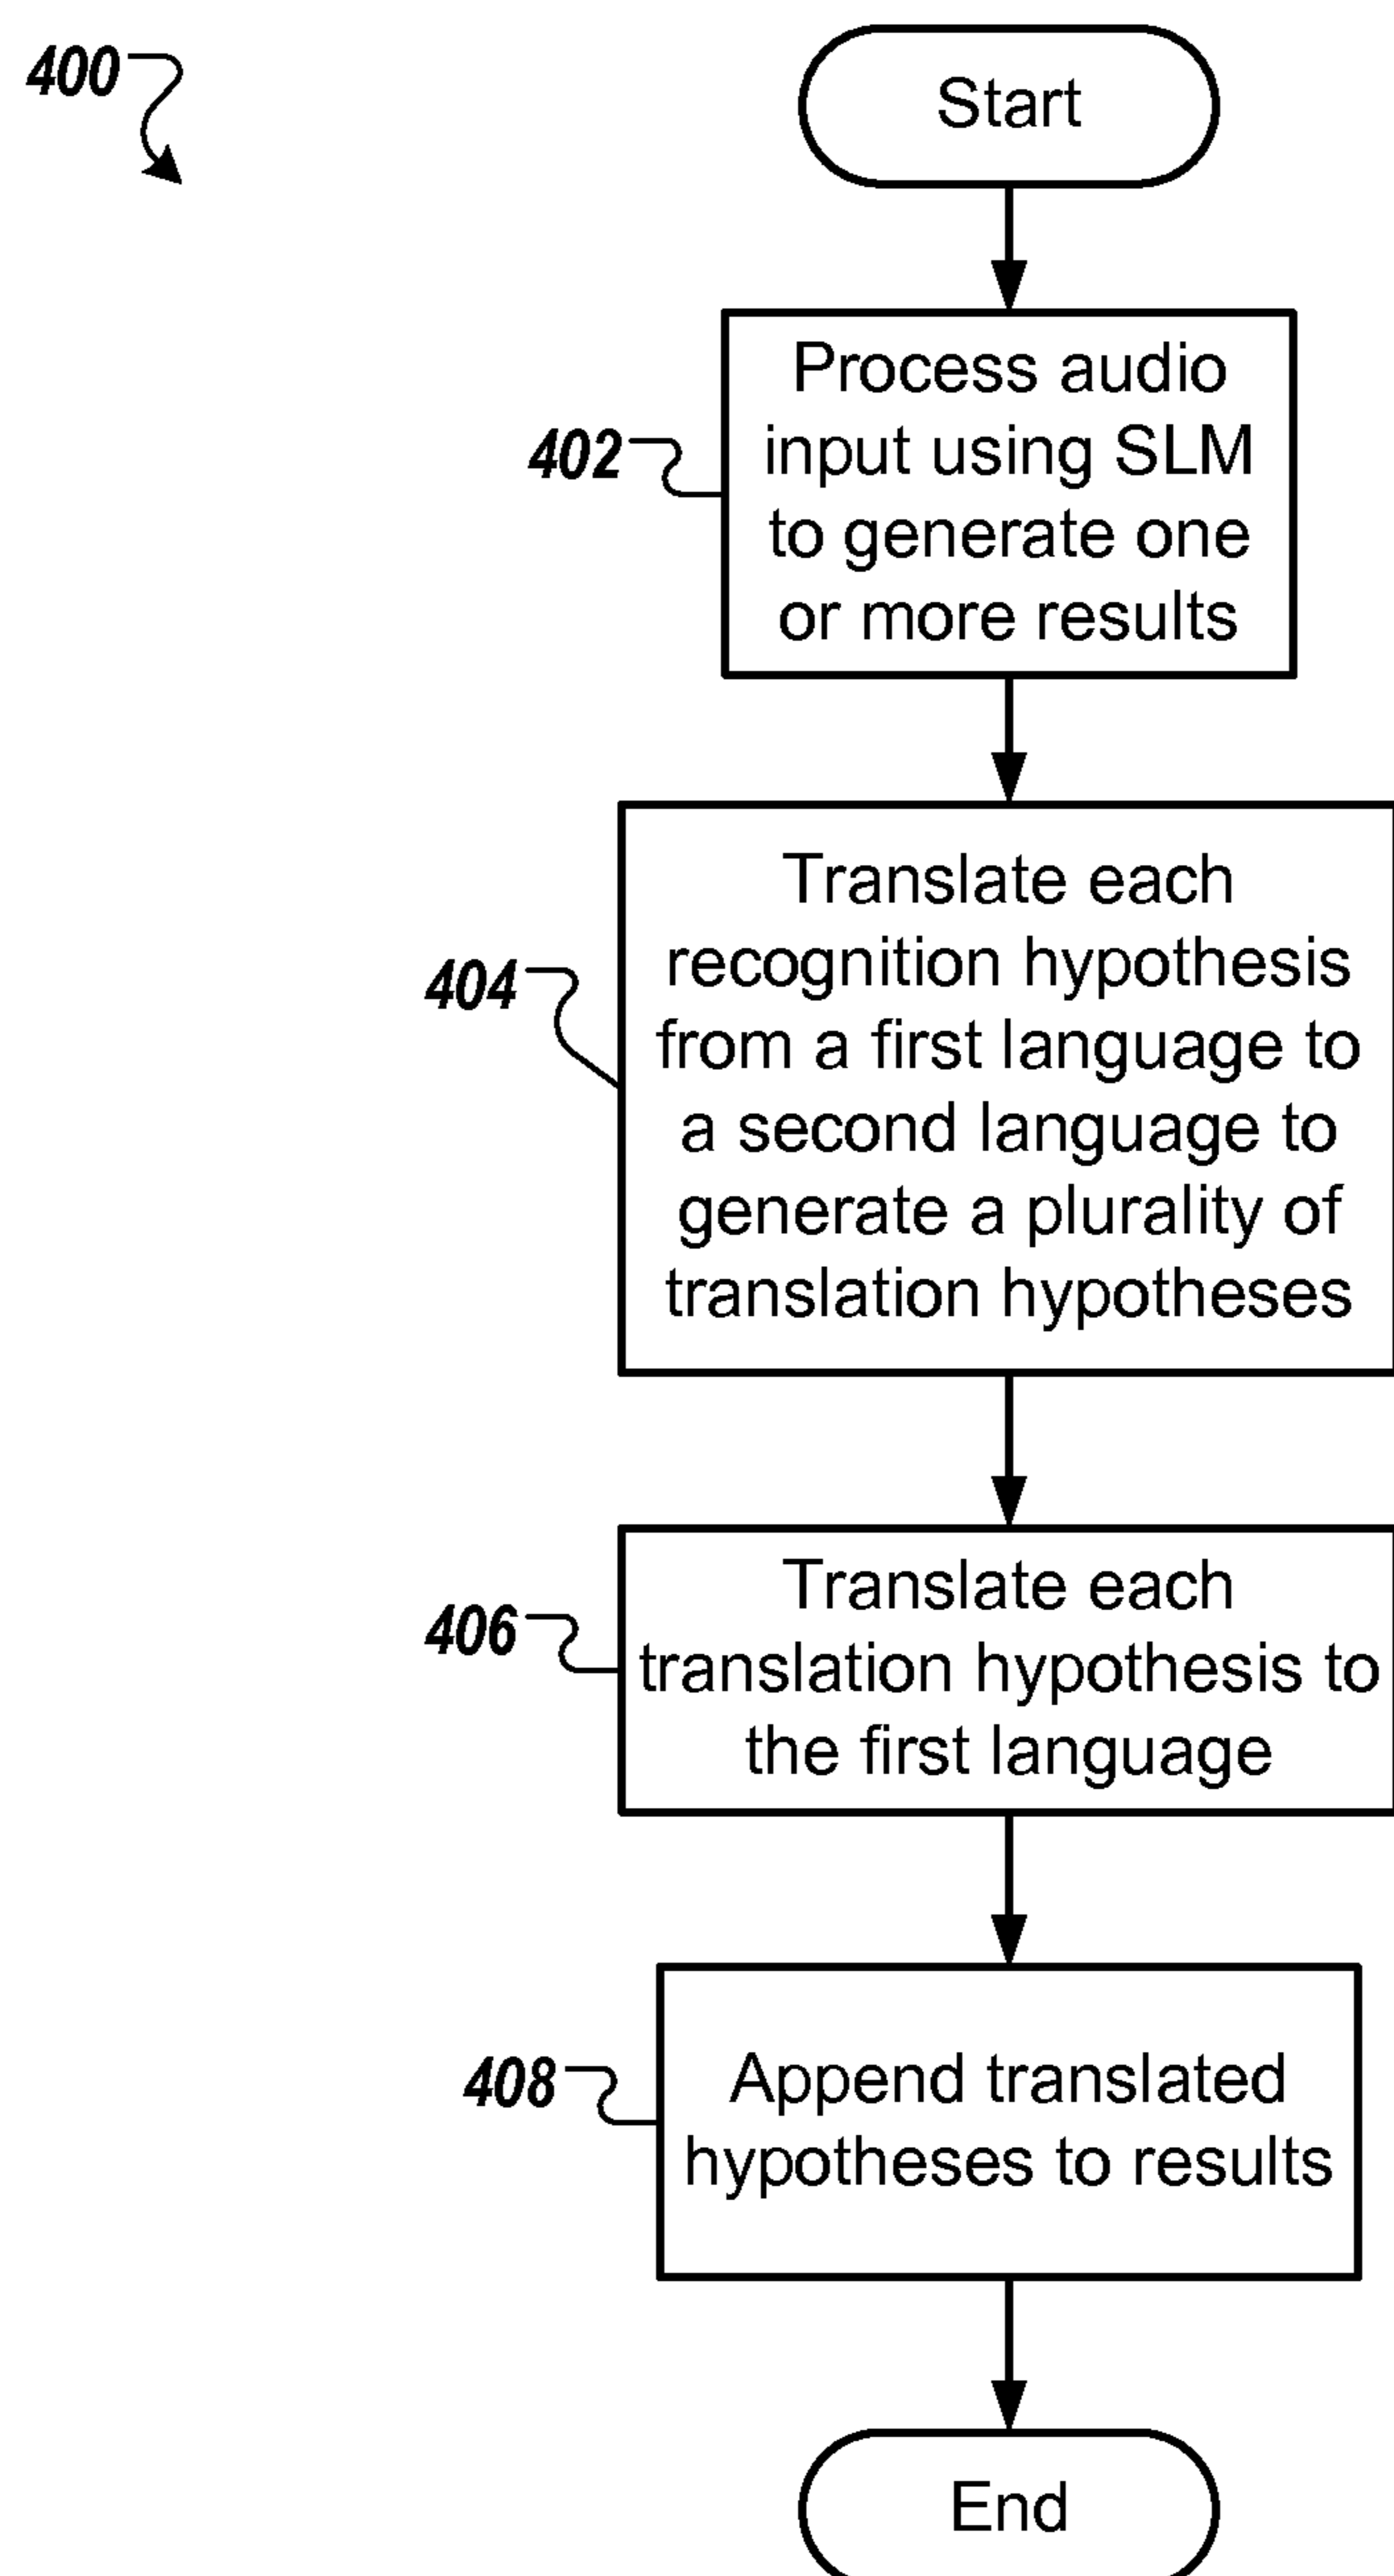 400
Start
402
Process audio
input using SLM
to generate one
or more results
404
Translate each
recognition hypothesis
from a first language to
a second language to
generate a plurality of
translation hypotheses
406
Translate each
translation hypothesis to
the first language
408
Append translated
hypotheses to results
End